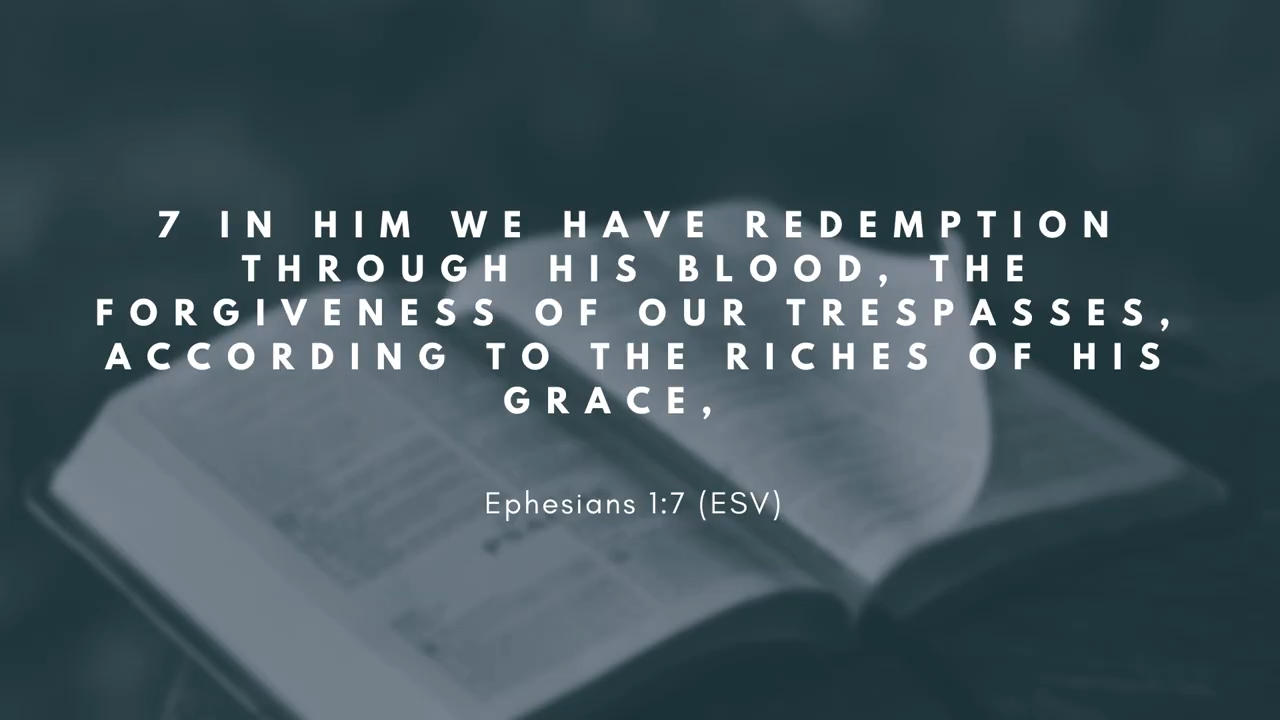 7 IN HIM WE HAVE REDEMPTION
THROUGH HIS BLOOD, THE
FORGIVENESS OF OUR TRESPASSES,
ACCORDING TO THE RICHES OF HIS
GRACE,
Ephesians 1:7 (ESV)